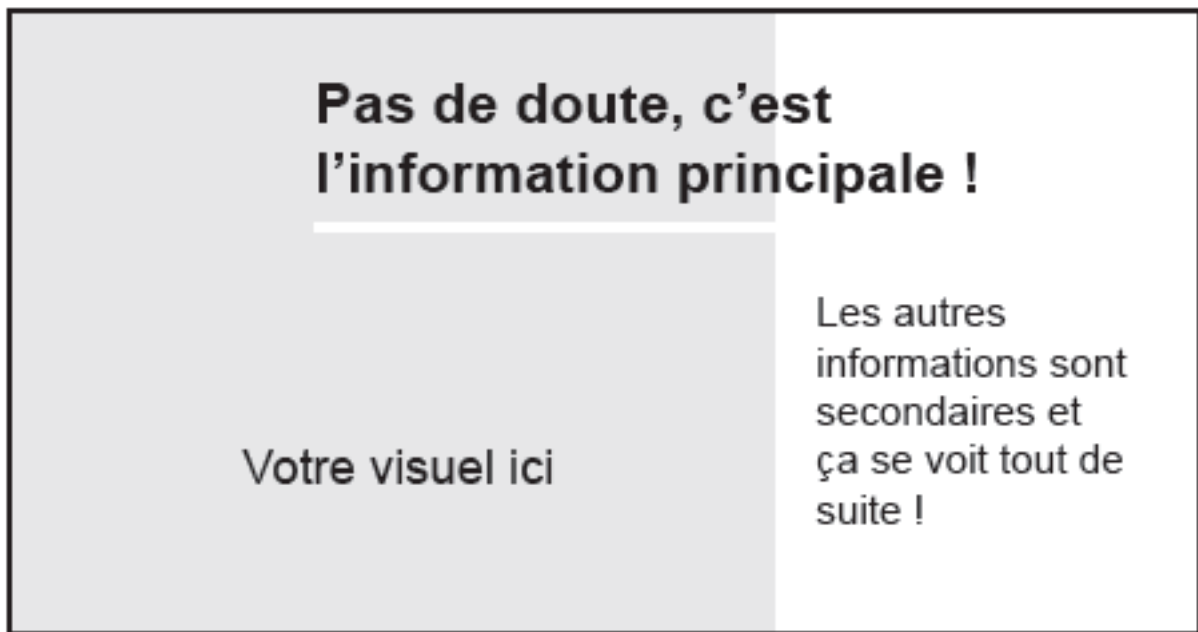 Pas de doute, c’est
l’information principale !
Votre visuel ici
Les autres
informations sont
secondaires et
ça se voit tout de
suite !